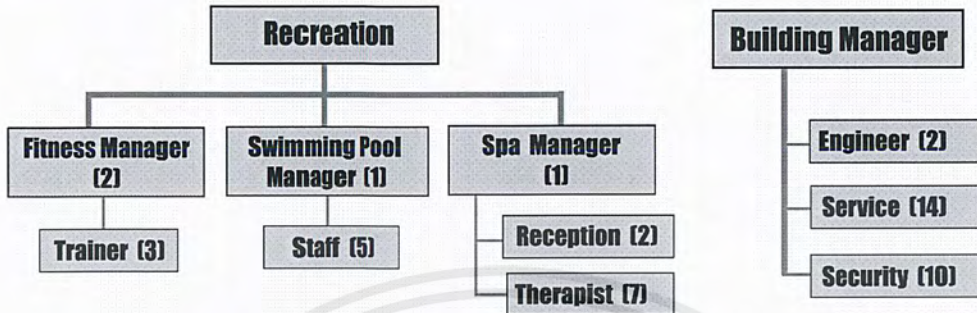 Recreation
Fitness Manager
(2)
Trainer (3)
Swimming Pool
Manager (1)
Staff (5)
Spa Manager
(1)
Reception (2)
Therapist (7)
Building Manager
Engineer (2)
Service (14)
Security (10)